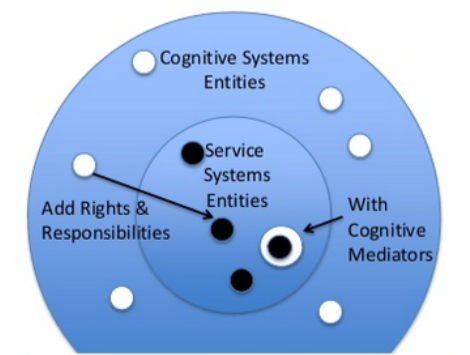 Cognitive Systems
Entities
Service
Systems
Entities
Add Rights &
Responsibilities
With
Cognitive
Mediators